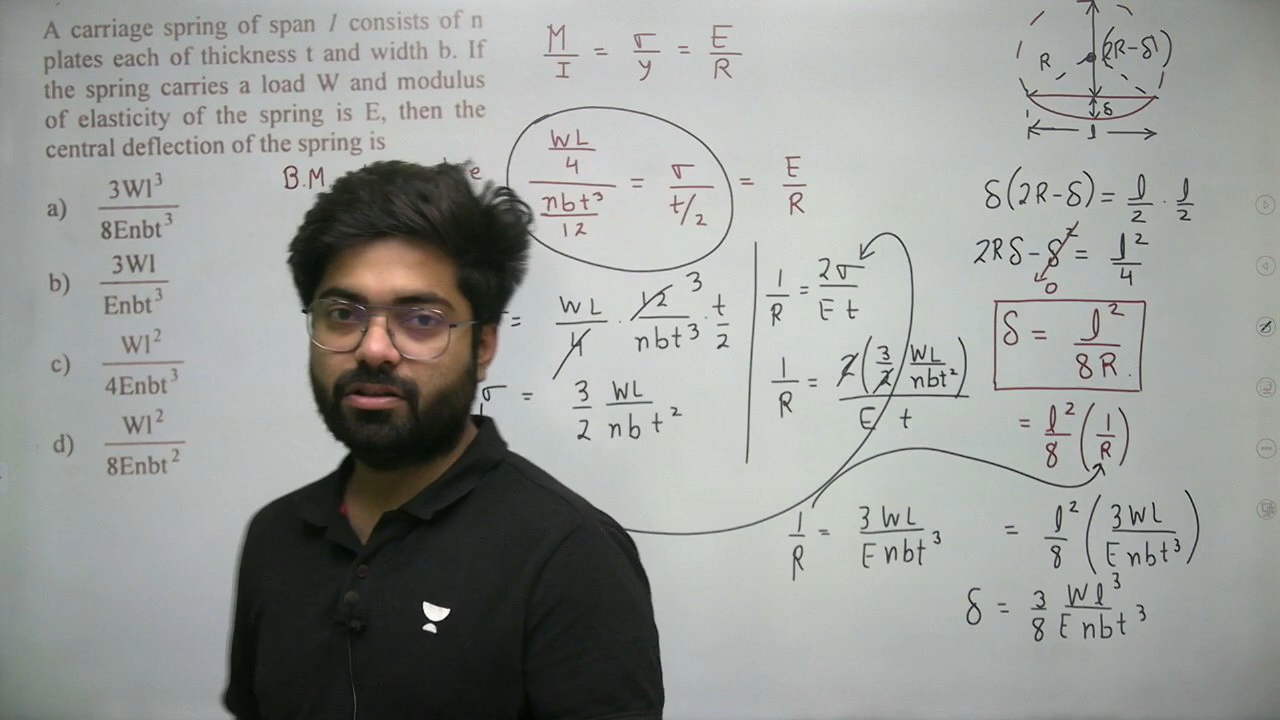 A carriage spring of span l consists of n
plates each of thickness t and width b. If
the spring carries a load W and modulus
of elasticity of the spring is E, then the
central deflection of the spring is
a) 3Wl³ / 8Enbt³
b) 3Wl / Enbt³
c) Wl² / 4Enbt³
d) Wl² / 8Enbt²
M/I = σ/y = E/R
B.M
(WL/4) / (nbt³/12) = σ / (t/2) = E/R
= WL/4 · 12/nbt³ · t/2
3
σ = 3/2 WL/nbt²
1/R = 2σ/Et
1/R = 2(3/2 WL/nbt²) / E t
1/R = 3WL / Enbt³
R
(2R-δ)
δ
l
δ(2R-δ) = l/2 · l/2
2Rδ - δ² = l²/4
0
δ = l²/8R.
= l²/8 (1/R)
= l²/8 (3WL / Enbt³)
δ = 3/8 Wl³ / Enbt³